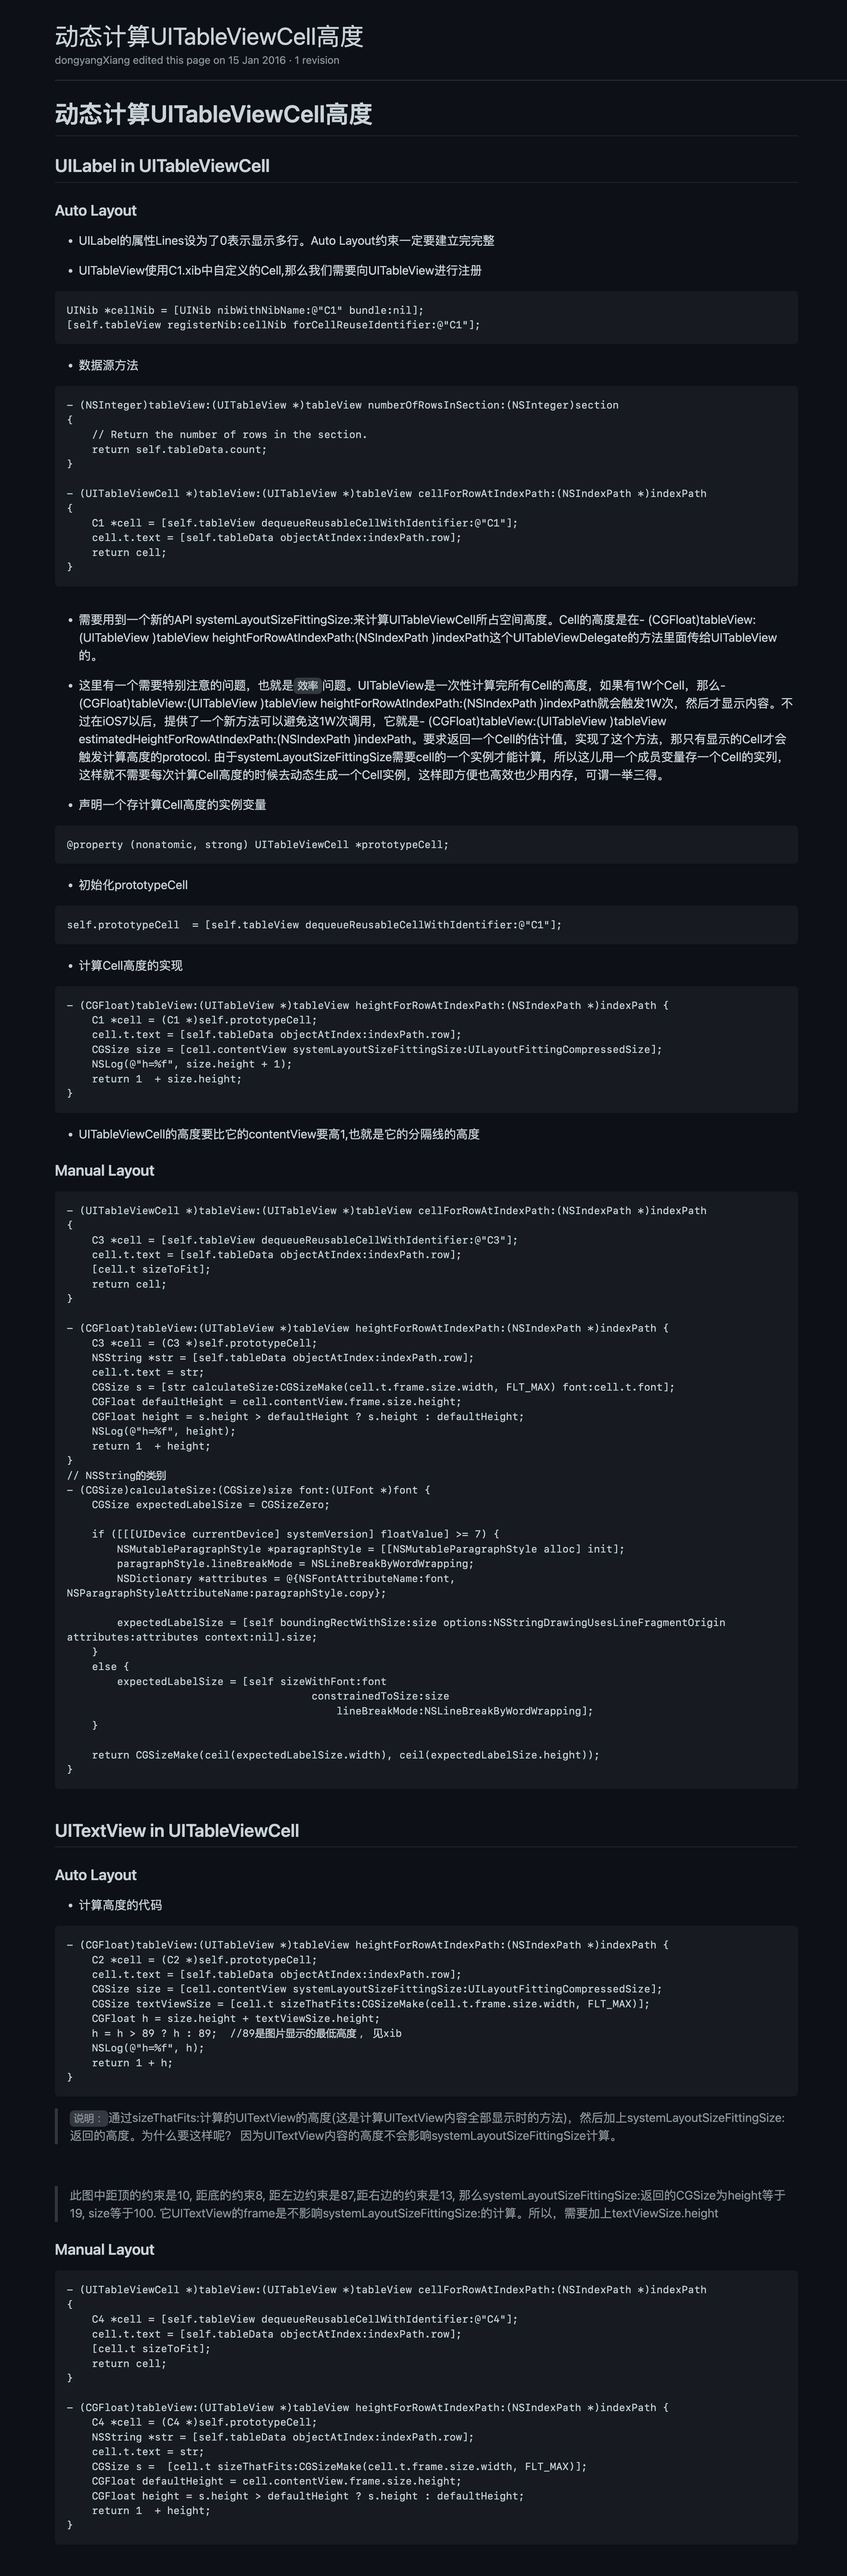 动态计算UITableViewCell高度
dongyangXiang edited this page on 15 Jan 2016 · 1 revision
动态计算UITableViewCell高度
UILabel in UITableViewCell
Auto Layout
• UILabel的属性Lines设为了0表示显示多行。Auto Layout约束一定要建立完完整
• UITableView使用C1.xib中自定义的Cell,那么我们需要向UITableView进行注册
UINib *cellNib = [UINib nibWithNibName:@"C1" bundle:nil];
[self.tableView registerNib:cellNib forCellReuseIdentifier:@"C1"];
• 数据源方法
- (NSInteger)tableView:(UITableView *)tableView numberOfRowsInSection:(NSInteger)section
{
    // Return the number of rows in the section.
    return self.tableData.count;
}

- (UITableViewCell *)tableView:(UITableView *)tableView cellForRowAtIndexPath:(NSIndexPath *)indexPath
{
    C1 *cell = [self.tableView dequeueReusableCellWithIdentifier:@"C1"];
    cell.t.text = [self.tableData objectAtIndex:indexPath.row];
    return cell;
}
• 需要用到一个新的API systemLayoutSizeFittingSize:来计算UITableViewCell所占空间高度。Cell的高度是在- (CGFloat)tableView:
(UITableView )tableView heightForRowAtIndexPath:(NSIndexPath )indexPath这个UITableViewDelegate的方法里面传给UITableView
的。
• 这里有一个需要特别注意的问题，也就是效率问题。UITableView是一次性计算完所有Cell的高度，如果有1W个Cell，那么-
(CGFloat)tableView:(UITableView )tableView heightForRowAtIndexPath:(NSIndexPath )indexPath就会触发1W次，然后才显示内容。不
过在iOS7以后，提供了一个新方法可以避免这1W次调用，它就是- (CGFloat)tableView:(UITableView )tableView
estimatedHeightForRowAtIndexPath:(NSIndexPath )indexPath。要求返回一个Cell的估计值，实现了这个方法，那只有显示的Cell才会
触发计算高度的protocol. 由于systemLayoutSizeFittingSize需要cell的一个实例才能计算，所以这儿用一个成员变量存一个Cell的实列，
这样就不需要每次计算Cell高度的时候去动态生成一个Cell实例，这样即方便也高效也少用内存，可谓一举三得。
• 声明一个存计算Cell高度的实例变量
@property (nonatomic, strong) UITableViewCell *prototypeCell;
• 初始化prototypeCell
self.prototypeCell  = [self.tableView dequeueReusableCellWithIdentifier:@"C1"];
• 计算Cell高度的实现
- (CGFloat)tableView:(UITableView *)tableView heightForRowAtIndexPath:(NSIndexPath *)indexPath {
    C1 *cell = (C1 *)self.prototypeCell;
    cell.t.text = [self.tableData objectAtIndex:indexPath.row];
    CGSize size = [cell.contentView systemLayoutSizeFittingSize:UILayoutFittingCompressedSize];
    NSLog(@"h=%f", size.height + 1);
    return 1  + size.height;
}
• UITableViewCell的高度要比它的contentView要高1,也就是它的分隔线的高度
Manual Layout
- (UITableViewCell *)tableView:(UITableView *)tableView cellForRowAtIndexPath:(NSIndexPath *)indexPath
{
    C3 *cell = [self.tableView dequeueReusableCellWithIdentifier:@"C3"];
    cell.t.text = [self.tableData objectAtIndex:indexPath.row];
    [cell.t sizeToFit];
    return cell;
}

- (CGFloat)tableView:(UITableView *)tableView heightForRowAtIndexPath:(NSIndexPath *)indexPath {
    C3 *cell = (C3 *)self.prototypeCell;
    NSString *str = [self.tableData objectAtIndex:indexPath.row];
    cell.t.text = str;
    CGSize s = [str calculateSize:CGSizeMake(cell.t.frame.size.width, FLT_MAX) font:cell.t.font];
    CGFloat defaultHeight = cell.contentView.frame.size.height;
    CGFloat height = s.height > defaultHeight ? s.height : defaultHeight;
    NSLog(@"h=%f", height);
    return 1  + height;
}
// NSString的类别
- (CGSize)calculateSize:(CGSize)size font:(UIFont *)font {
    CGSize expectedLabelSize = CGSizeZero;

    if ([[[UIDevice currentDevice] systemVersion] floatValue] >= 7) {
        NSMutableParagraphStyle *paragraphStyle = [[NSMutableParagraphStyle alloc] init];
        paragraphStyle.lineBreakMode = NSLineBreakByWordWrapping;
        NSDictionary *attributes = @{NSFontAttributeName:font,
NSParagraphStyleAttributeName:paragraphStyle.copy};

        expectedLabelSize = [self boundingRectWithSize:size options:NSStringDrawingUsesLineFragmentOrigin
attributes:attributes context:nil].size;
    }
    else {
        expectedLabelSize = [self sizeWithFont:font
                                       constrainedToSize:size
                                           lineBreakMode:NSLineBreakByWordWrapping];
    }

    return CGSizeMake(ceil(expectedLabelSize.width), ceil(expectedLabelSize.height));
}
UITextView in UITableViewCell
Auto Layout
• 计算高度的代码
- (CGFloat)tableView:(UITableView *)tableView heightForRowAtIndexPath:(NSIndexPath *)indexPath {
    C2 *cell = (C2 *)self.prototypeCell;
    cell.t.text = [self.tableData objectAtIndex:indexPath.row];
    CGSize size = [cell.contentView systemLayoutSizeFittingSize:UILayoutFittingCompressedSize];
    CGSize textViewSize = [cell.t sizeThatFits:CGSizeMake(cell.t.frame.size.width, FLT_MAX)];
    CGFloat h = size.height + textViewSize.height;
    h = h > 89 ? h : 89;  //89是图片显示的最低高度， 见xib
    NSLog(@"h=%f", h);
    return 1 + h;
}
说明：通过sizeThatFits:计算的UITextView的高度(这是计算UITextView内容全部显示时的方法)，然后加上systemLayoutSizeFittingSize:
返回的高度。为什么要这样呢？ 因为UITextView内容的高度不会影响systemLayoutSizeFittingSize计算。
此图中距顶的约束是10, 距底的约束8, 距左边约束是87,距右边的约束是13, 那么systemLayoutSizeFittingSize:返回的CGSize为height等于
19, size等于100. 它UITextView的frame是不影响systemLayoutSizeFittingSize:的计算。所以，需要加上textViewSize.height
Manual Layout
- (UITableViewCell *)tableView:(UITableView *)tableView cellForRowAtIndexPath:(NSIndexPath *)indexPath
{
    C4 *cell = [self.tableView dequeueReusableCellWithIdentifier:@"C4"];
    cell.t.text = [self.tableData objectAtIndex:indexPath.row];
    [cell.t sizeToFit];
    return cell;
}

- (CGFloat)tableView:(UITableView *)tableView heightForRowAtIndexPath:(NSIndexPath *)indexPath {
    C4 *cell = (C4 *)self.prototypeCell;
    NSString *str = [self.tableData objectAtIndex:indexPath.row];
    cell.t.text = str;
    CGSize s =  [cell.t sizeThatFits:CGSizeMake(cell.t.frame.size.width, FLT_MAX)];
    CGFloat defaultHeight = cell.contentView.frame.size.height;
    CGFloat height = s.height > defaultHeight ? s.height : defaultHeight;
    return 1  + height;
}